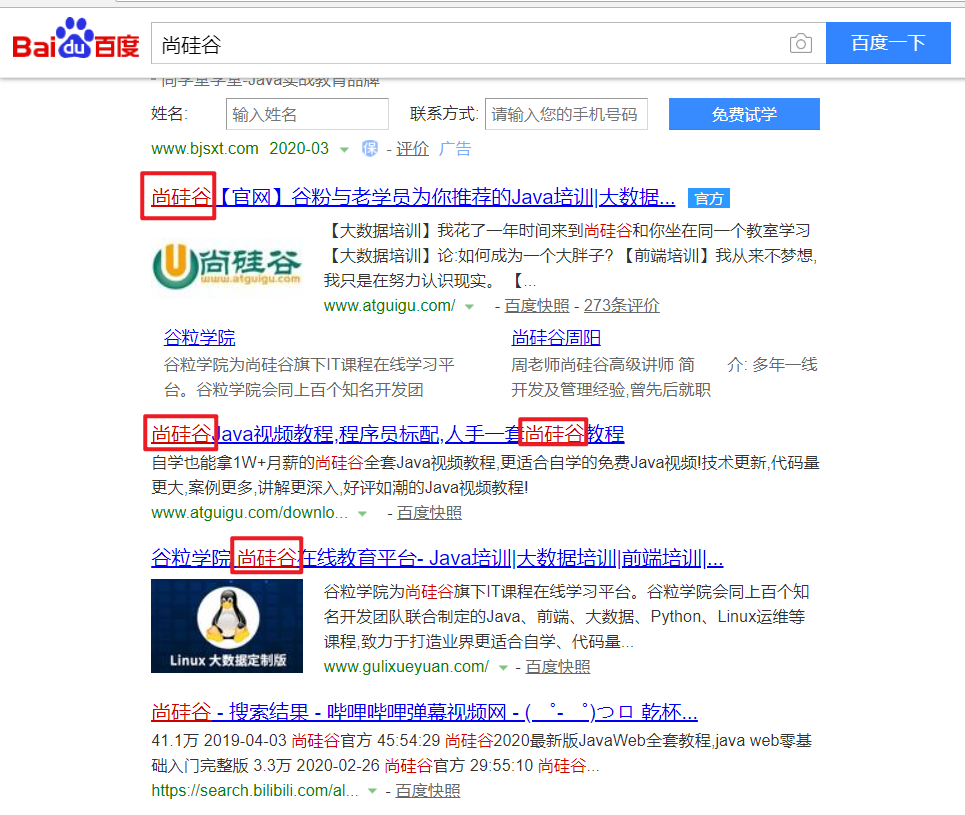 Bai du 百度 尚硅谷 百度一下
- 尚学堂学堂-Java实战教育品牌
姓名: 输入姓名 联系方式: 请输入您的手机号码 免费试学
www.bjsxt.com 2020-03 保 - 评价 广告
尚硅谷【官网】谷粉与老学员为你推荐的Java培训|大数据... 官方
【大数据培训】我花了一年时间来到尚硅谷和你坐在同一个教室学习
【大数据培训】论:如何成为一个大胖子? 【前端培训】我从来不梦想,
我只是在努力认识现实。 【...
尚硅谷
www.atguigu.com
www.atguigu.com/ - 百度快照 - 273条评价
谷粒学院 尚硅谷周阳
谷粒学院为尚硅谷旗下IT课程在线学习平 周老师尚硅谷高级讲师 简 介: 多年一线
台。谷粒学院会同上百个知名开发团 开发及管理经验,曾先后就职
尚硅谷Java视频教程,程序员标配,人手一套尚硅谷教程
自学也能拿1W+月薪的尚硅谷全套Java视频教程,更适合自学的免费Java视频!技术更新,代码量
更大,案例更多,讲解更深入,好评如潮的Java视频教程!
www.atguigu.com/downlo... - 百度快照
谷粒学院 尚硅谷在线教育平台- Java培训|大数据培训|前端培训|...
谷粒学院为尚硅谷旗下IT课程在线学习平台。谷粒学院会同上百个知
名开发团队联合制定的Java、前端、大数据、Python、Linux运维等
课程,致力于打造业界更适合自学、代码量...
Linux 大数据定制版
www.gulixueyuan.com/ - 百度快照
尚硅谷 - 搜索结果 - 哔哩哔哩弹幕视频网 - ( ゜- ゜)つロ 乾杯...
41.1万 2019-04-03 尚硅谷官方 45:54:29 尚硅谷2020最新版JavaWeb全套教程,java web零基
础入门完整版 3.3万 2020-02-26 尚硅谷官方 29:55:10 尚硅谷...
https://search.bilibili.com/al... - 百度快照